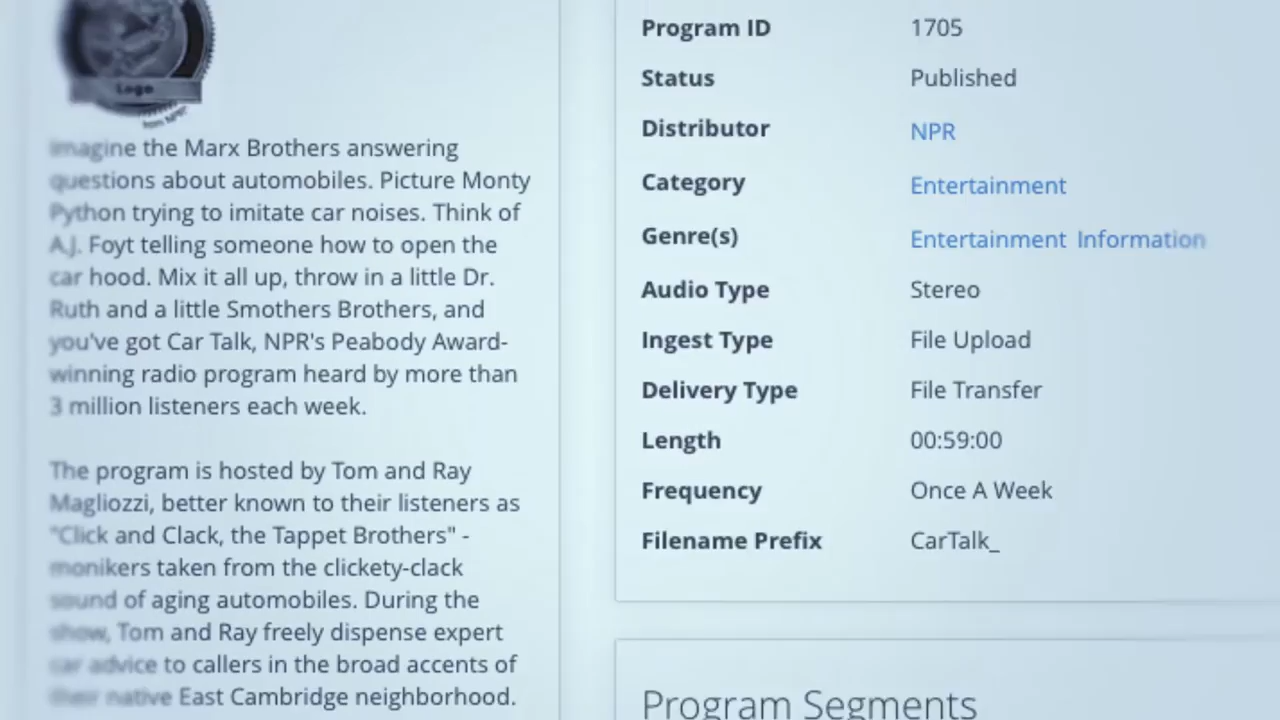 Logo
from NPR
Imagine the Marx Brothers answering
questions about automobiles. Picture Monty
Python trying to imitate car noises. Think of
A.J. Foyt telling someone how to open the
car hood. Mix it all up, throw in a little Dr.
Ruth and a little Smothers Brothers, and
you've got Car Talk, NPR's Peabody Award-
winning radio program heard by more than
3 million listeners each week.
The program is hosted by Tom and Ray
Magliozzi, better known to their listeners as
"Click and Clack, the Tappet Brothers" -
monikers taken from the clickety-clack
sound of aging automobiles. During the
show, Tom and Ray freely dispense expert
car advice to callers in the broad accents of
their native East Cambridge neighborhood.
Program ID 1705
Status Published
Distributor NPR
Category Entertainment
Genre(s) Entertainment Information
Audio Type Stereo
Ingest Type File Upload
Delivery Type File Transfer
Length 00:59:00
Frequency Once A Week
Filename Prefix CarTalk_
Program Segments